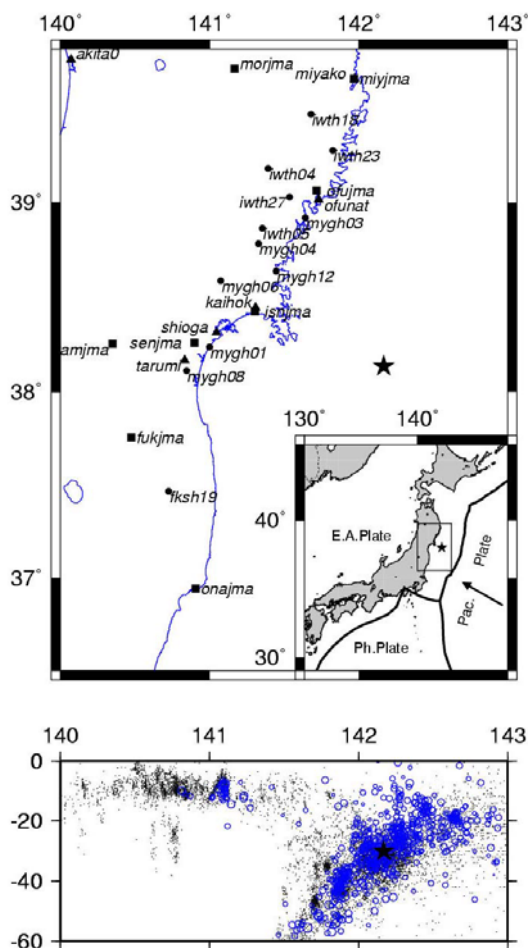 140° 141° 142° 143°
akita0
morjma
miyako miyjma
iwth18
iwth23
iwth04
ofujma
39°
iwth27 ofunat
mygh03
iwth05
mygh04
mygh12
mygh06
kaihok
isnjma
shioga
amjma senjma
mygh01
tarumi
38°
mygh08
130° 140°
fukjma
fksh19
40°
E.A.Plate
Plate
37°
onajma
Pac.
Ph.Plate
30°
140 141 142 143
0
-20
-40
-60